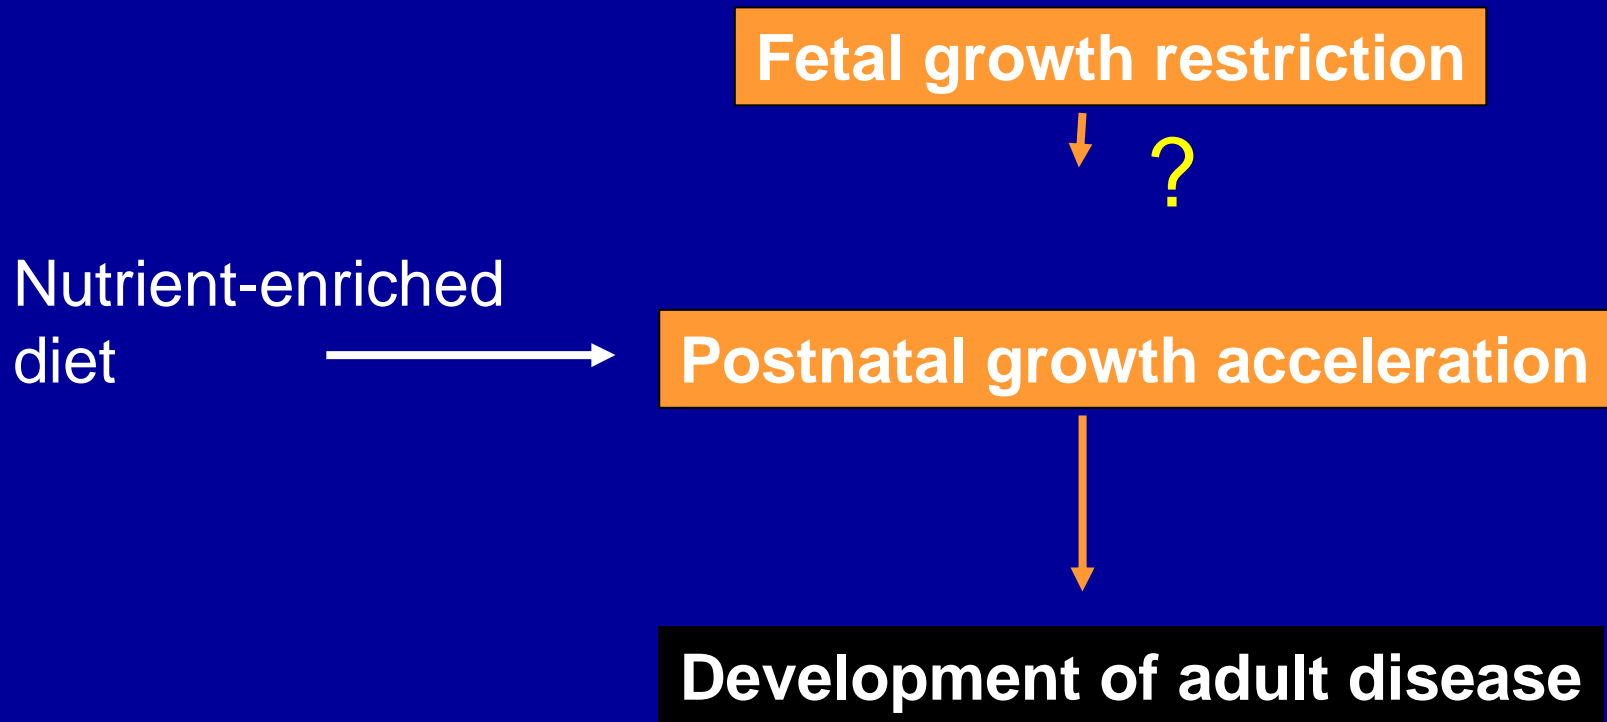 Fetal growth restriction
?
Nutrient-enriched
diet
Postnatal growth acceleration
Development of adult disease